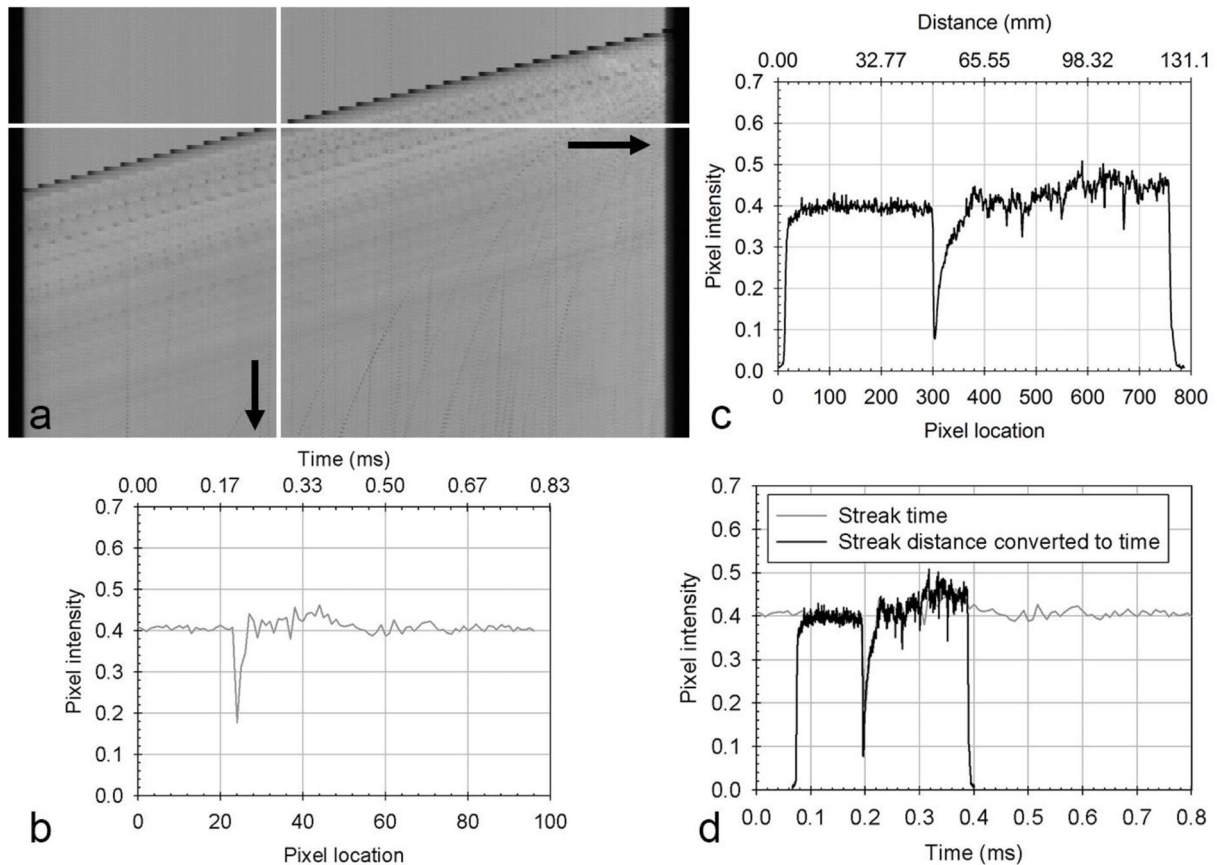 a
Distance (mm)
0.00 32.77 65.55 98.32 131.1
0.7
0.6
0.5
0.4
0.3
0.2
0.1
0.0
Pixel intensity
0 100 200 300 400 500 600 700 800
Pixel location
c
Time (ms)
0.00 0.17 0.33 0.50 0.67 0.83
0.7
0.6
0.5
0.4
0.3
0.2
0.1
0.0
Pixel intensity
0 20 40 60 80 100
Pixel location
b
0.7
0.6
0.5
0.4
0.3
0.2
0.1
0.0
Pixel intensity
Streak time
Streak distance converted to time
0.0 0.1 0.2 0.3 0.4 0.5 0.6 0.7 0.8
Time (ms)
d